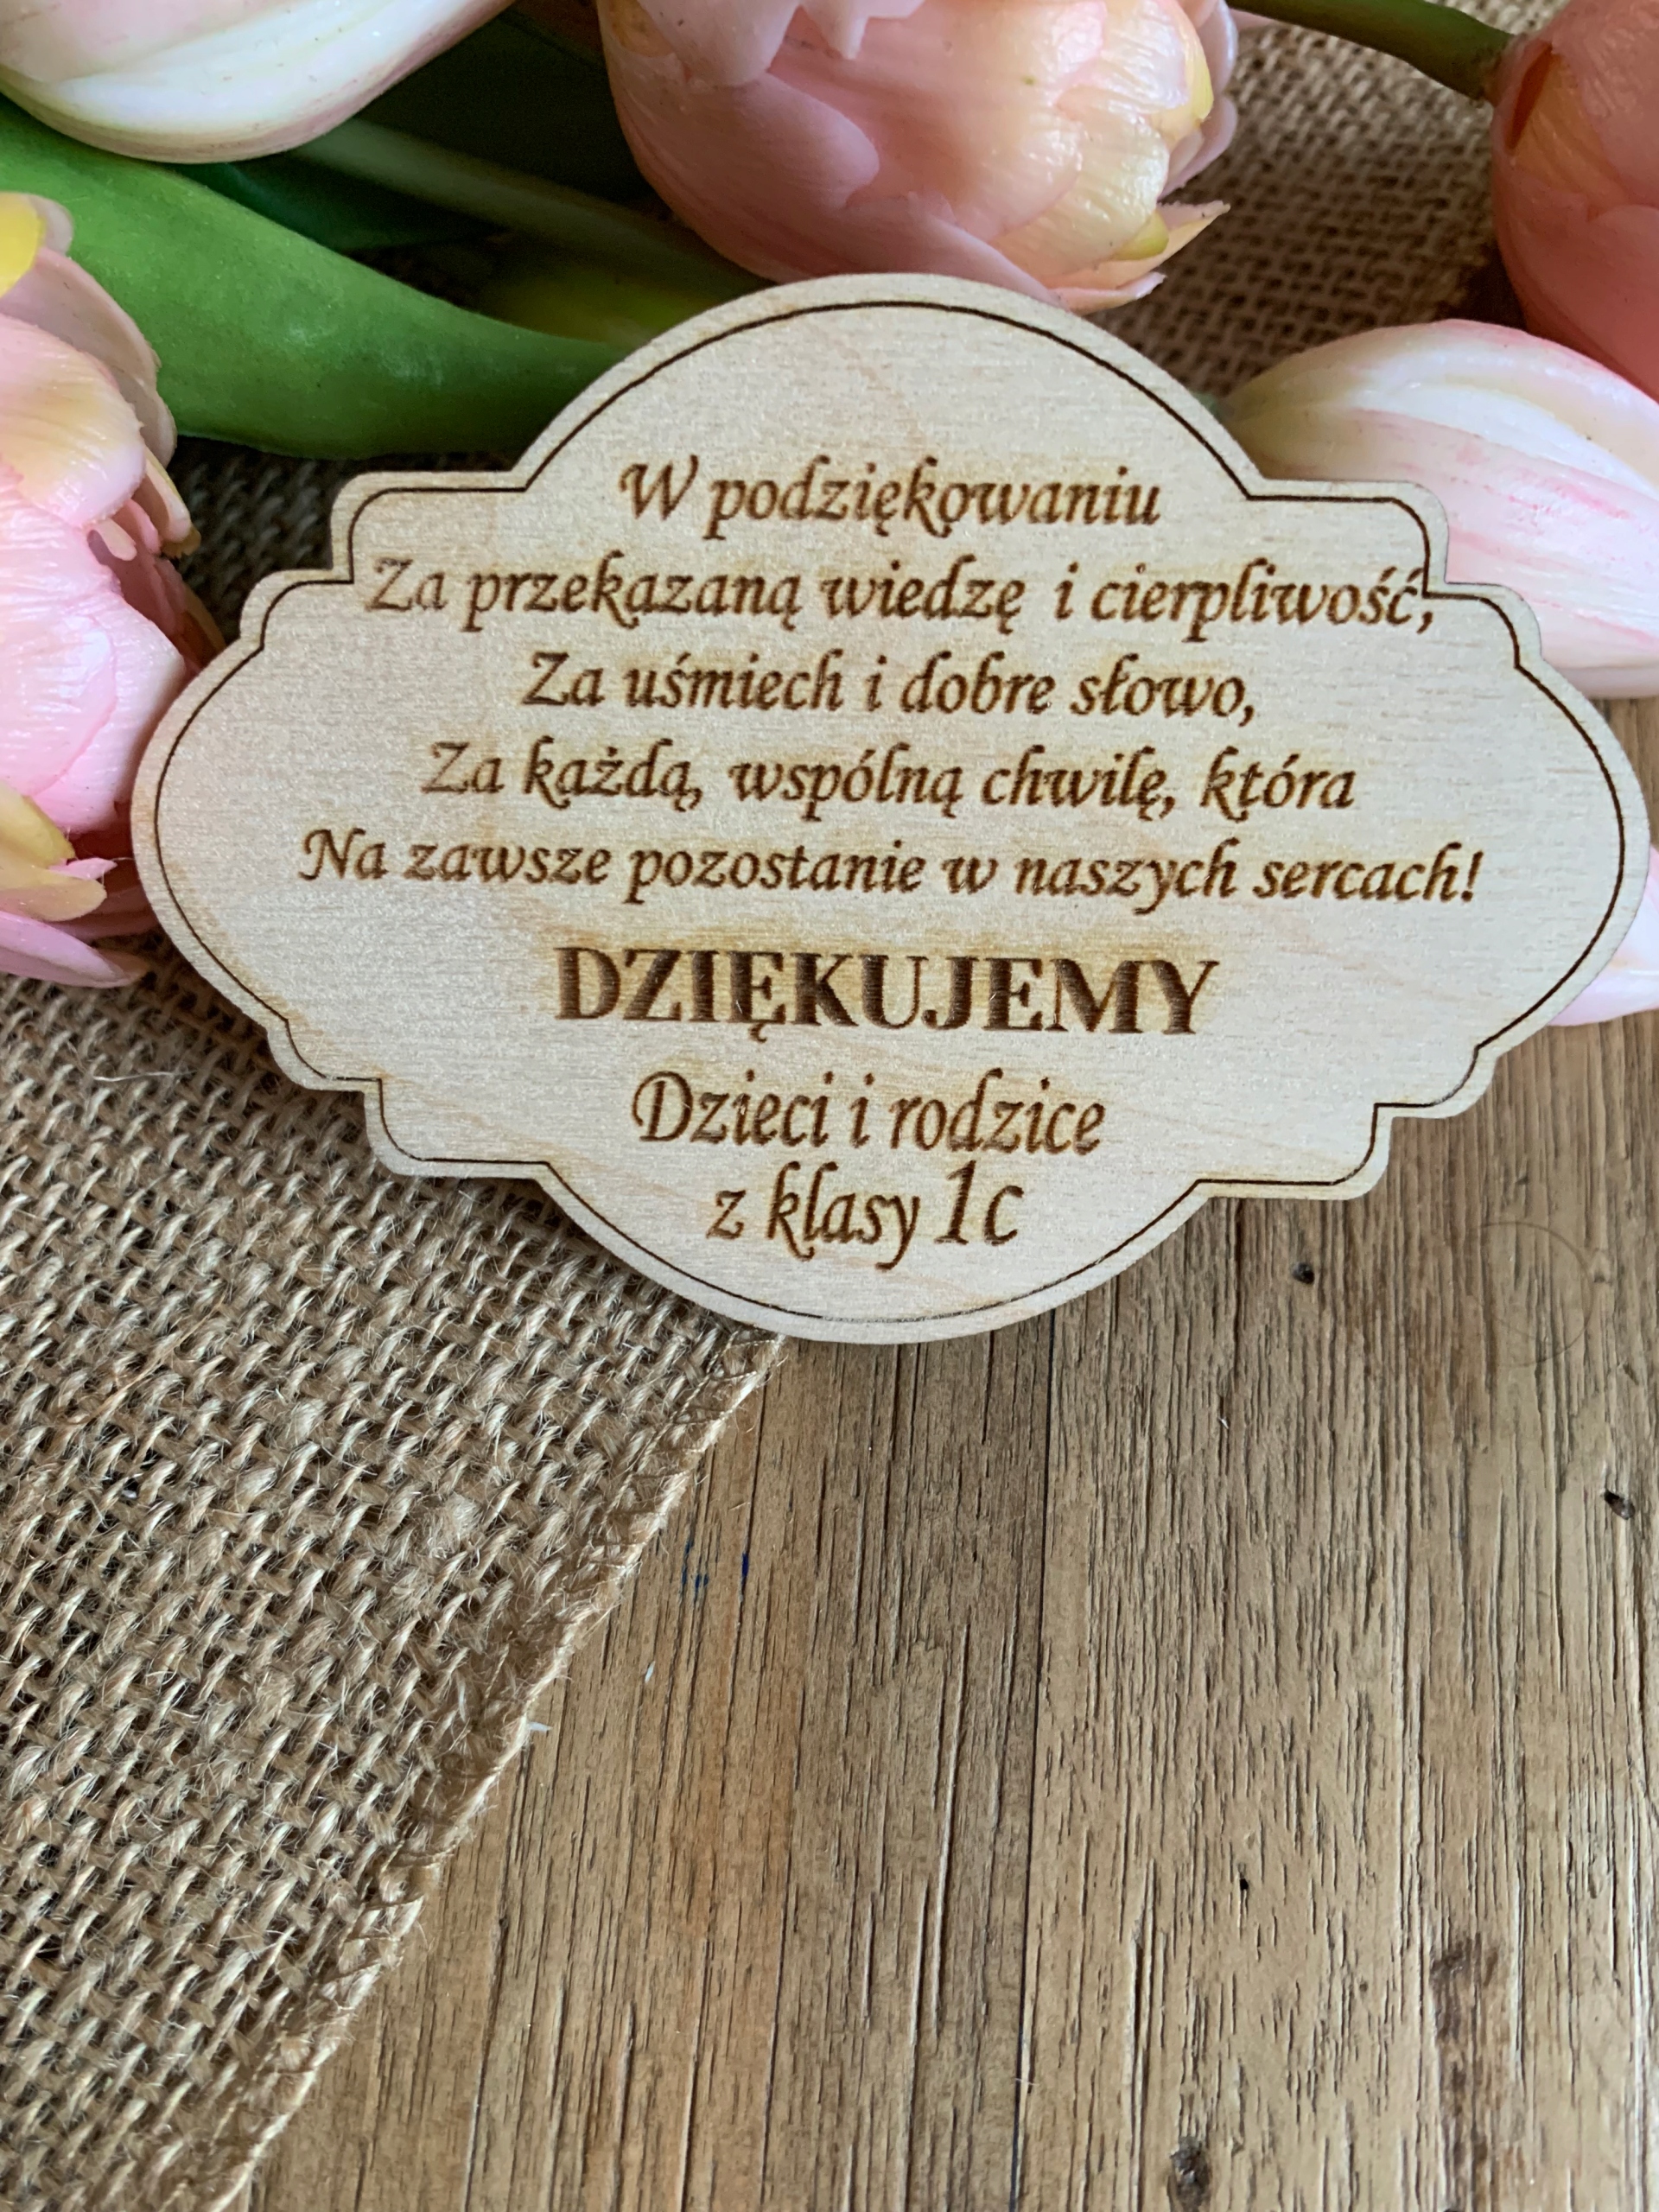 W podziękowaniu
Za przekazaną wiedzę i cierpliwość,
Za uśmiech i dobre słowo,
Za każdą, wspólną chwilę, która
Na zawsze pozostanie w naszych sercach!
DZIĘKUJEMY
Dzieci i rodzice
z klasy 1c